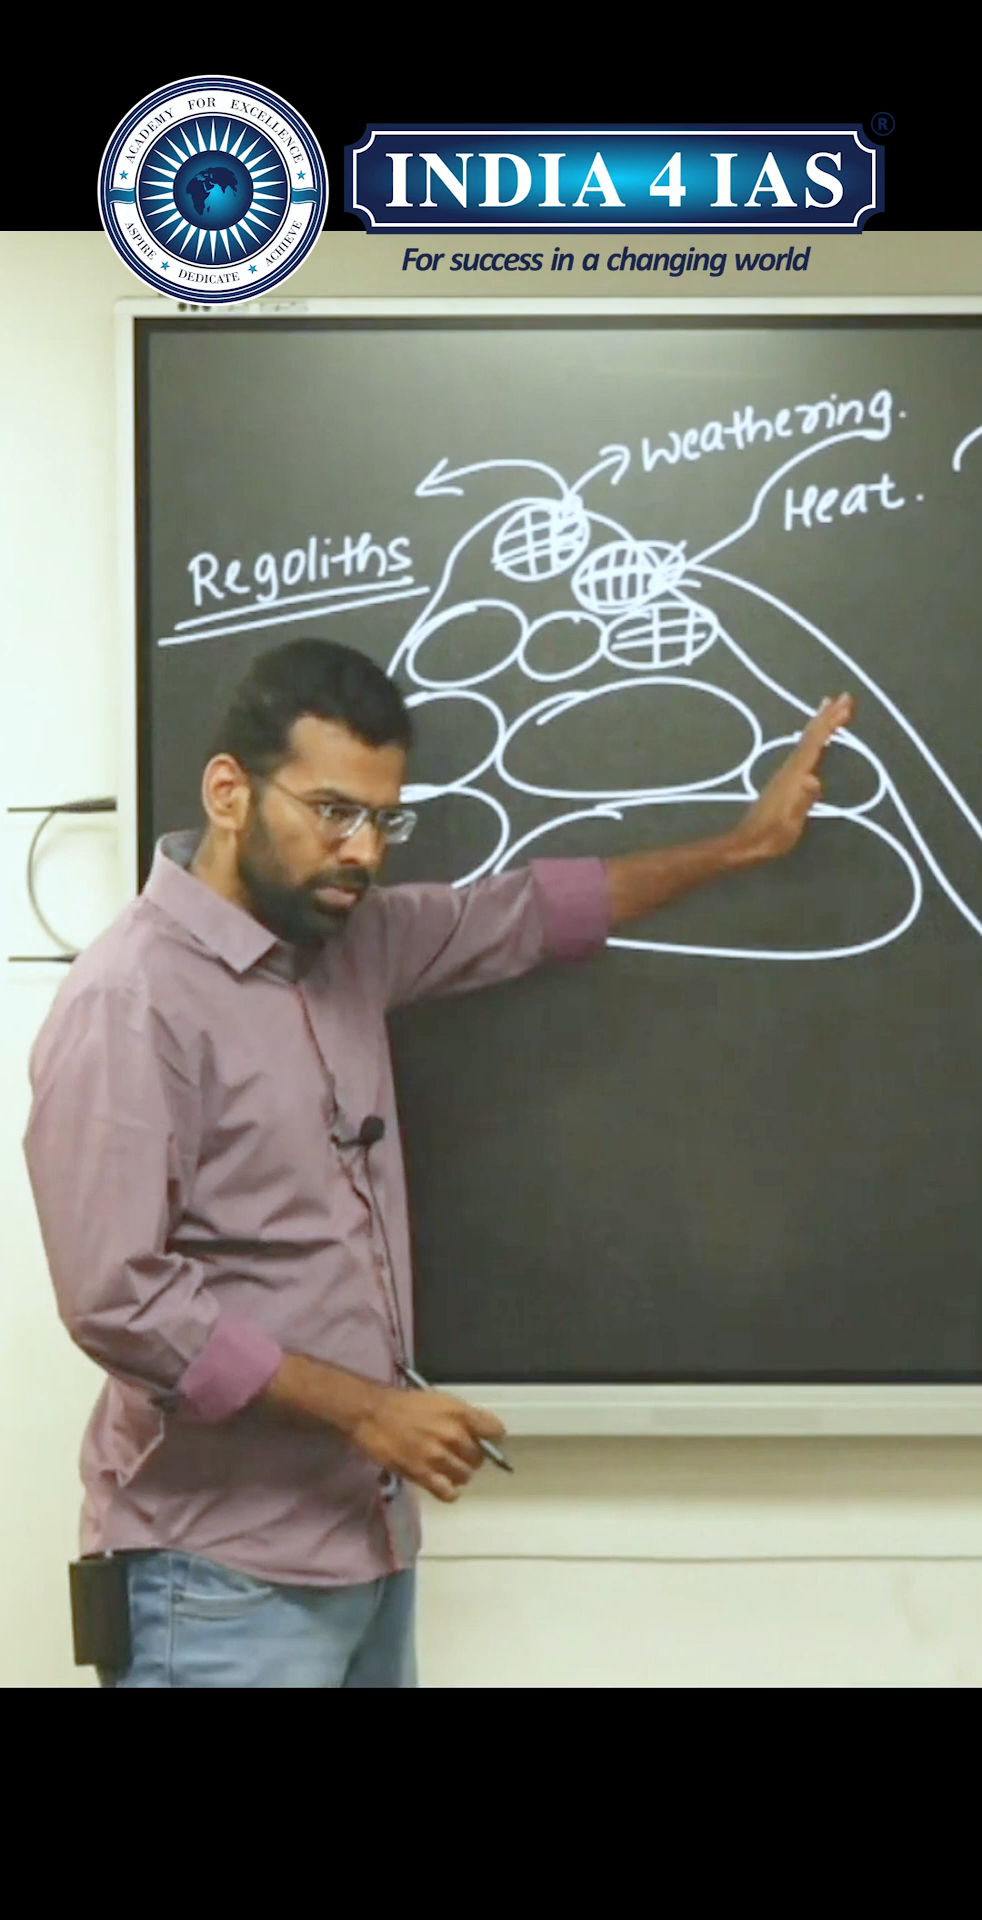 ACADEMY FOR EXCELLENCE
ASPIRE ★ DEDICATE ★ ACHIEVE
INDIA 4 IAS ®
For success in a changing world
weathering.
Heat.
Regoliths